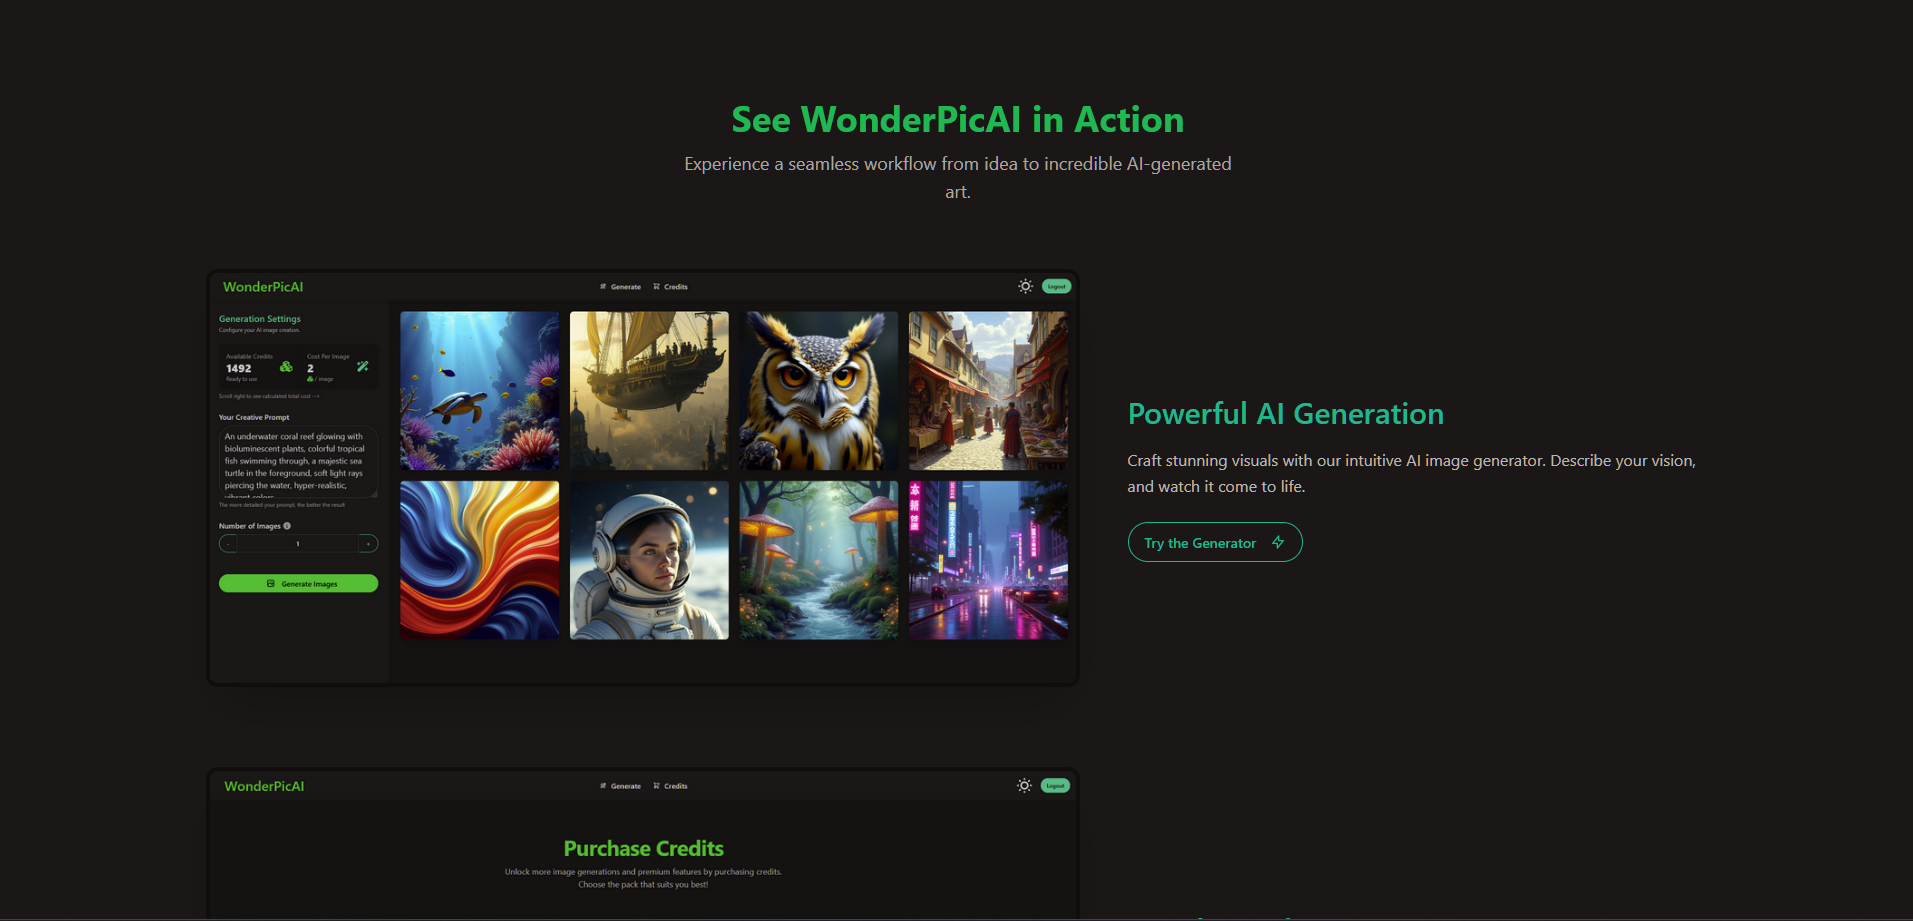 See WonderPicAI in Action
Experience a seamless workflow from idea to incredible AI-generated
art.
WonderPicAI
Generate
Credits
Logout
Generation Settings
Configure your AI image creation.
Available Credits
1492
Ready to use
Cost Per Image
2
/ image
Scroll right to see calculated total cost -->
Your Creative Prompt
An underwater coral reef glowing with
bioluminescent plants, colorful tropical
fish swimming through, a majestic sea
turtle in the foreground, soft light rays
piercing the water, hyper-realistic,
vibrant colors
The more detailed your prompt, the better the result
Number of Images
- 1 +
Generate Images
Powerful AI Generation
Craft stunning visuals with our intuitive AI image generator. Describe your vision,
and watch it come to life.
Try the Generator
WonderPicAI
Generate
Credits
Logout
Purchase Credits
Unlock more image generations and premium features by purchasing credits.
Choose the pack that suits you best!